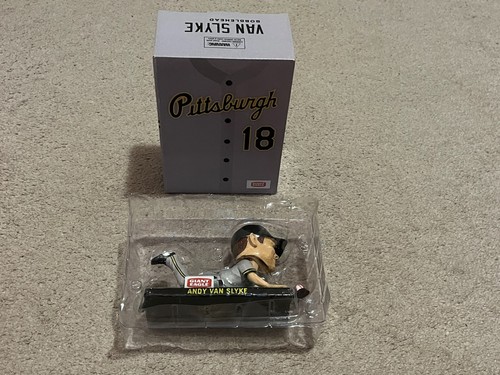 VAN SLYKE
BOBBLEHEAD
WARNING
Pittsburgh
18
GIANT
EAGLE
ANDY VAN SLYKE